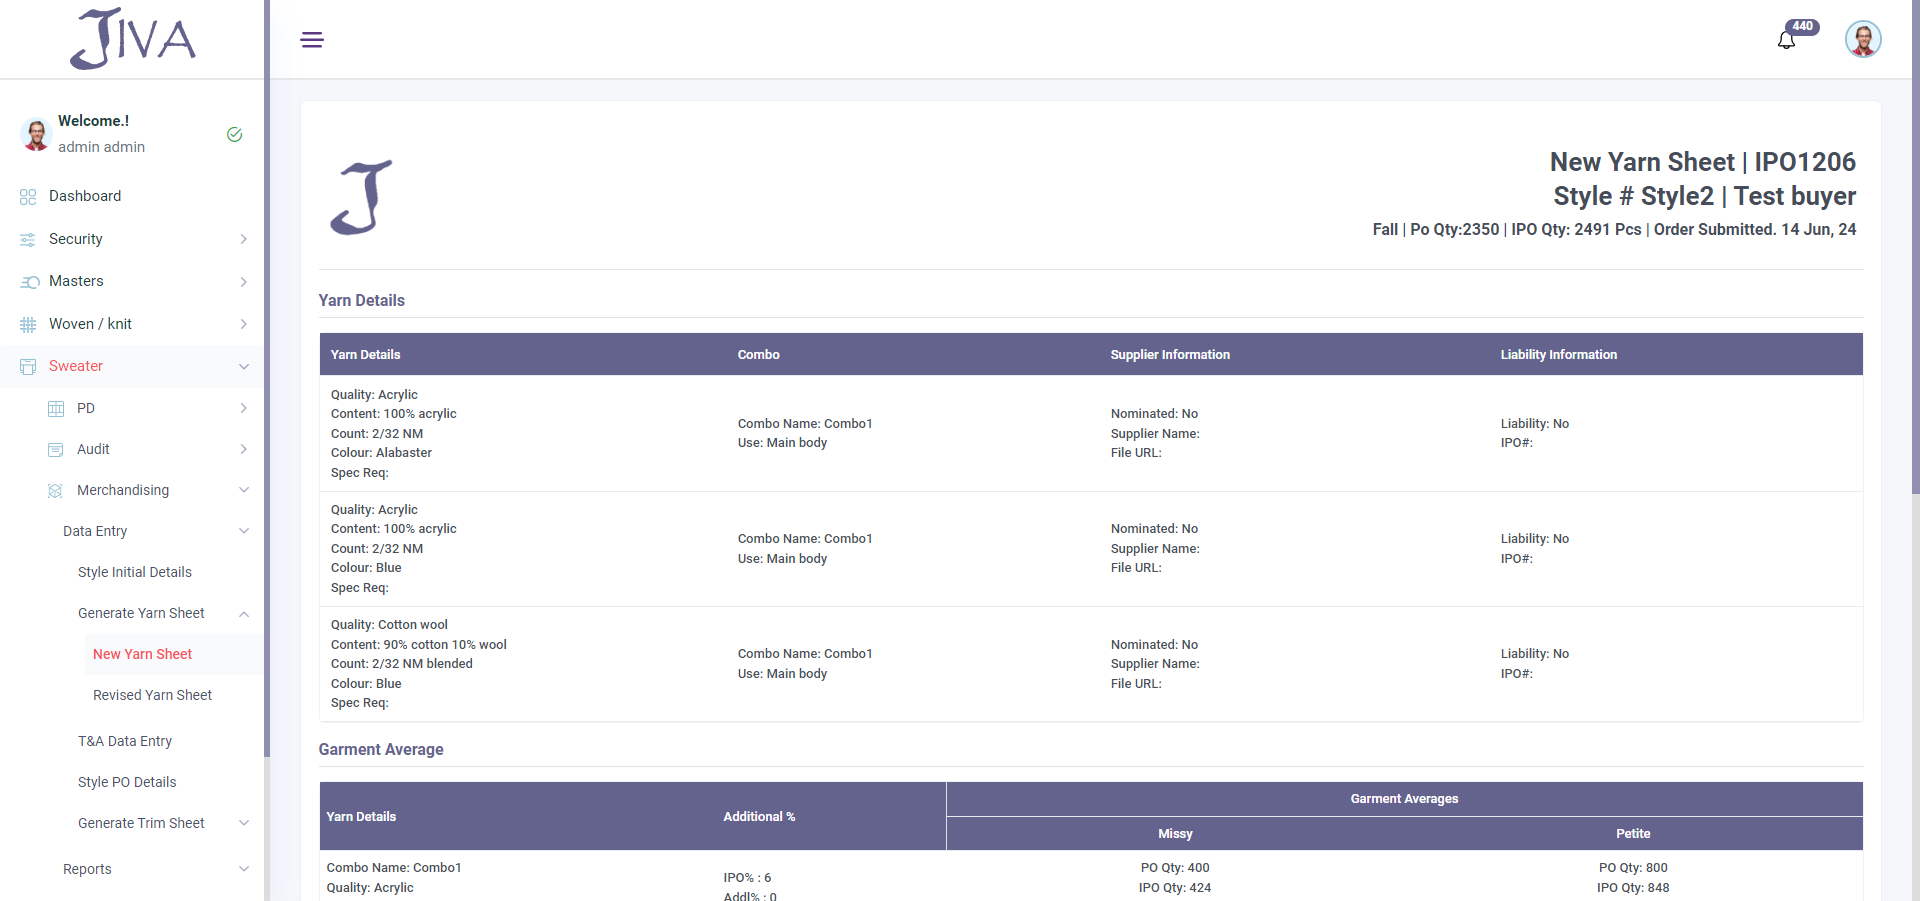 JIVA
440
Welcome.!
admin admin
Dashboard
Security
Masters
Woven / knit
Sweater
PD
Audit
Merchandising
Data Entry
Style Initial Details
Generate Yarn Sheet
New Yarn Sheet
Revised Yarn Sheet
T&A Data Entry
Style PO Details
Generate Trim Sheet
Reports
J
New Yarn Sheet | IPO1206
Style # Style2 | Test buyer
Fall | Po Qty:2350 | IPO Qty: 2491 Pcs | Order Submitted. 14 Jun, 24
Yarn Details
Yarn Details Combo Supplier Information Liability Information
Quality: Acrylic
Content: 100% acrylic
Count: 2/32 NM
Colour: Alabaster
Spec Req:
Combo Name: Combo1
Use: Main body
Nominated: No
Supplier Name:
File URL:
Liability: No
IPO#:
Quality: Acrylic
Content: 100% acrylic
Count: 2/32 NM
Colour: Blue
Spec Req:
Combo Name: Combo1
Use: Main body
Nominated: No
Supplier Name:
File URL:
Liability: No
IPO#:
Quality: Cotton wool
Content: 90% cotton 10% wool
Count: 2/32 NM blended
Colour: Blue
Spec Req:
Combo Name: Combo1
Use: Main body
Nominated: No
Supplier Name:
File URL:
Liability: No
IPO#:
Garment Average
Yarn Details Additional % Garment Averages
Missy Petite
Combo Name: Combo1
Quality: Acrylic
IPO% : 6
Addl% : 0
PO Qty: 400
IPO Qty: 424
PO Qty: 800
IPO Qty: 848